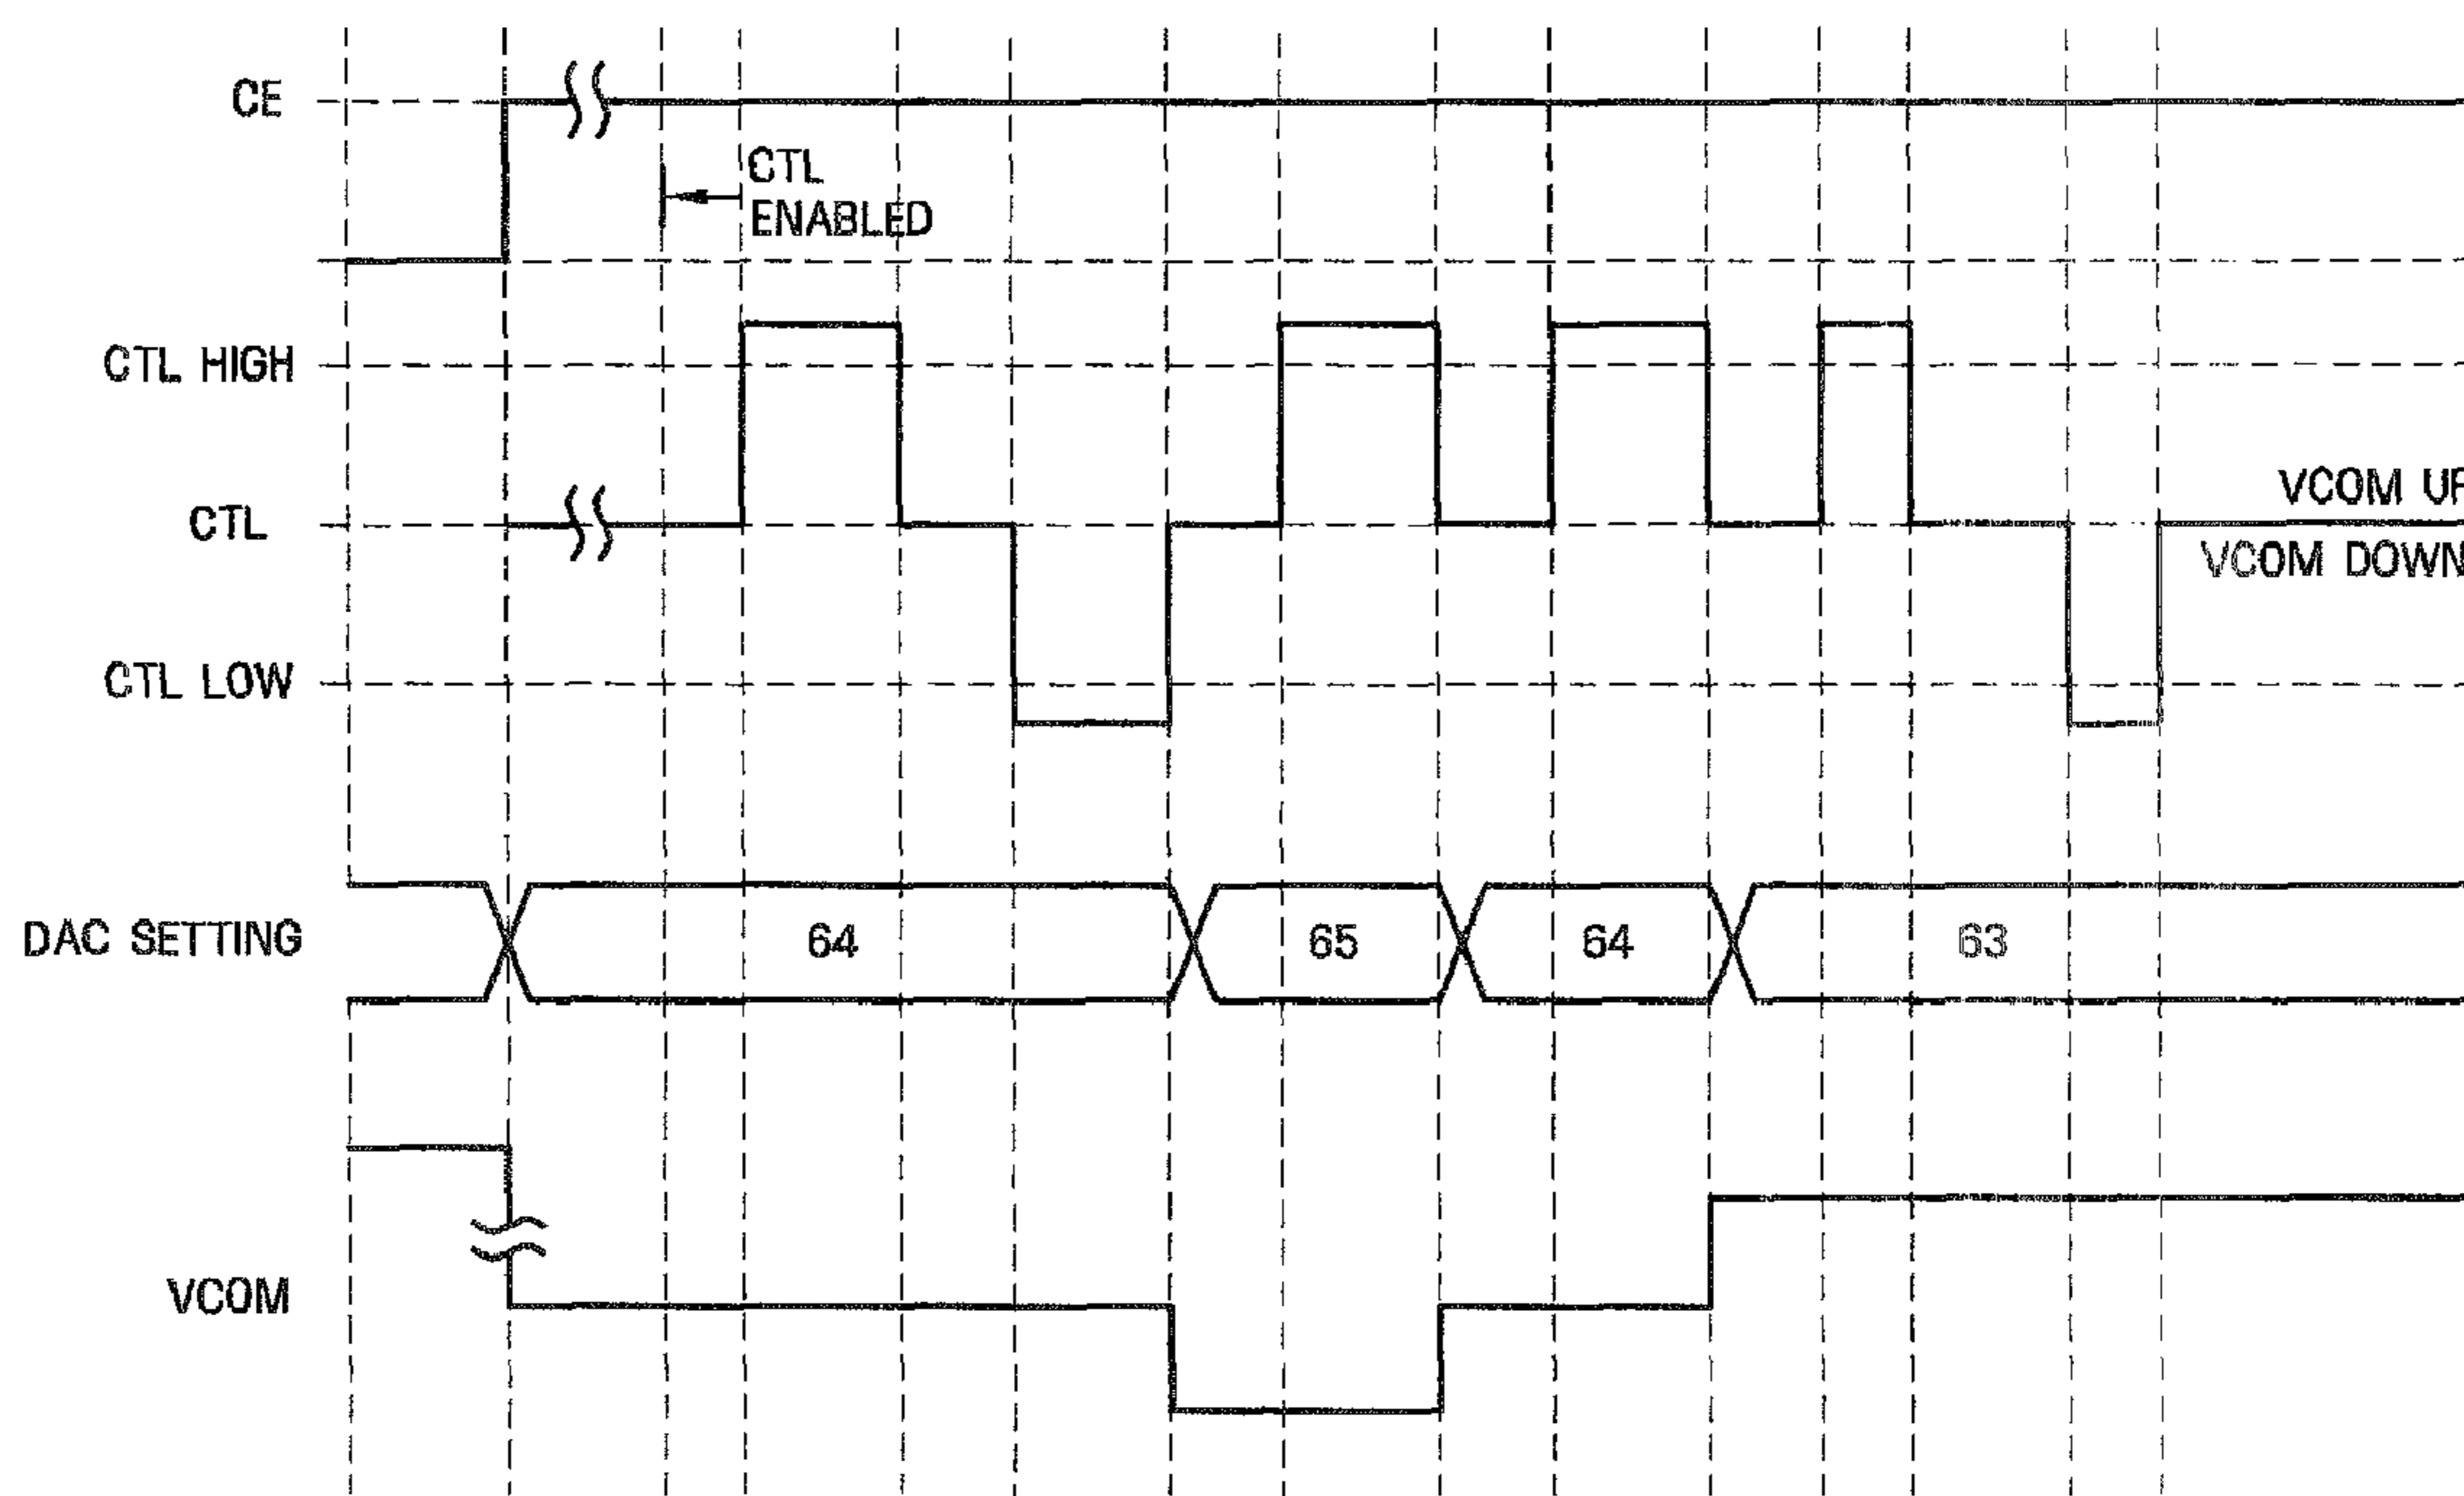 CE
CTL
ENABLED
CTL HIGH
CTL
VCOM UP
VCOM DOWN
CTL LOW
DAC SETTING
64
65
64
63
VCOM